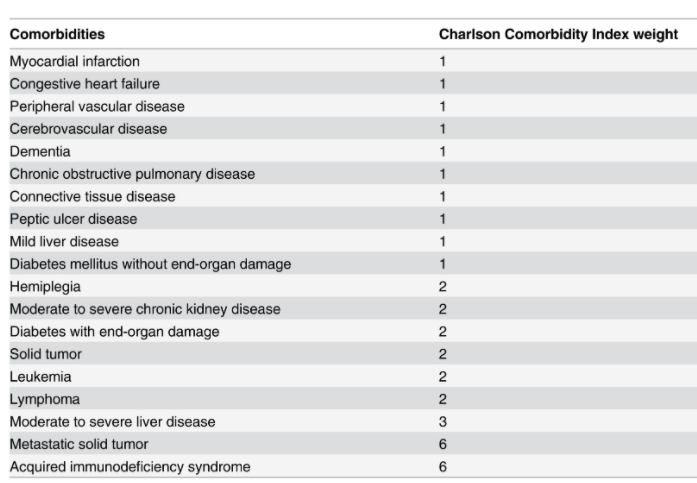 Comorbidities Charlson Comorbidity Index weight
Myocardial infarction 1
Congestive heart failure 1
Peripheral vascular disease 1
Cerebrovascular disease 1
Dementia 1
Chronic obstructive pulmonary disease 1
Connective tissue disease 1
Peptic ulcer disease 1
Mild liver disease 1
Diabetes mellitus without end-organ damage 1
Hemiplegia 2
Moderate to severe chronic kidney disease 2
Diabetes with end-organ damage 2
Solid tumor 2
Leukemia 2
Lymphoma 2
Moderate to severe liver disease 3
Metastatic solid tumor 6
Acquired immunodeficiency syndrome 6